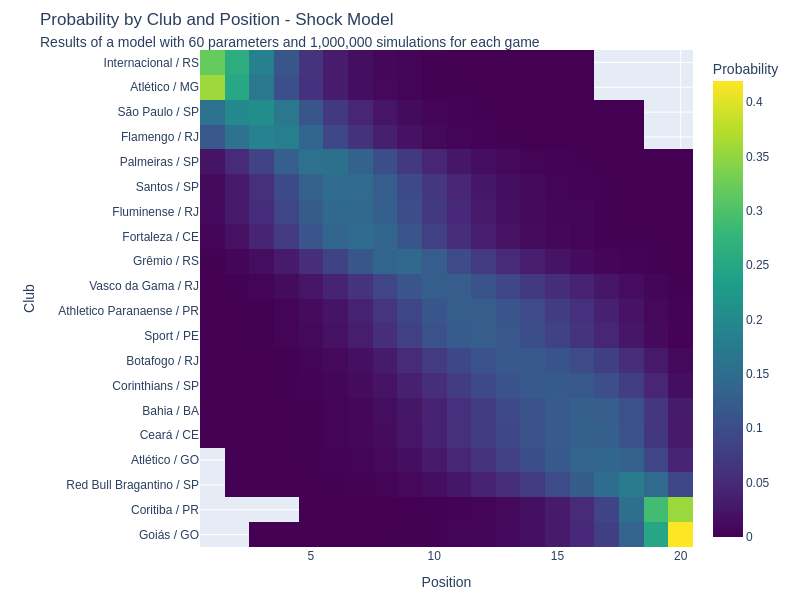 Probability by Club and Position - Shock Model
Results of a model with 60 parameters and 1,000,000 simulations for each game
Probability
Internacional / RS
Atlético / MG
São Paulo / SP
Flamengo / RJ
Palmeiras / SP
Santos / SP
Fluminense / RJ
Fortaleza / CE
Grêmio / RS
Vasco da Gama / RJ
Athletico Paranaense / PR
Sport / PE
Botafogo / RJ
Corinthians / SP
Bahia / BA
Ceará / CE
Atlético / GO
Red Bull Bragantino / SP
Coritiba / PR
Goiás / GO
Club
5
10
15
20
Position
0.4
0.35
0.3
0.25
0.2
0.15
0.1
0.05
0